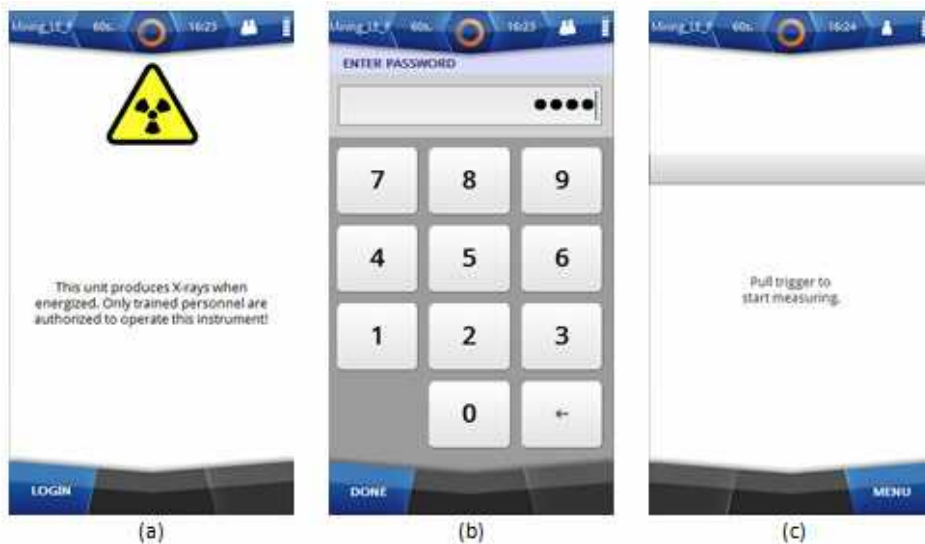 Mining_LE_F 60s. 16:23
This unit produces X-rays when
energized. Only trained personnel are
authorized to operate this instrument!
LOGIN
(a)
Mining_LE_F 60s. 16:23
ENTER PASSWORD
7 8 9
4 5 6
1 2 3
0 ←
DONE
(b)
Mining_LE_F 60s. 16:24
Pull trigger to
start measuring.
MENU
(c)